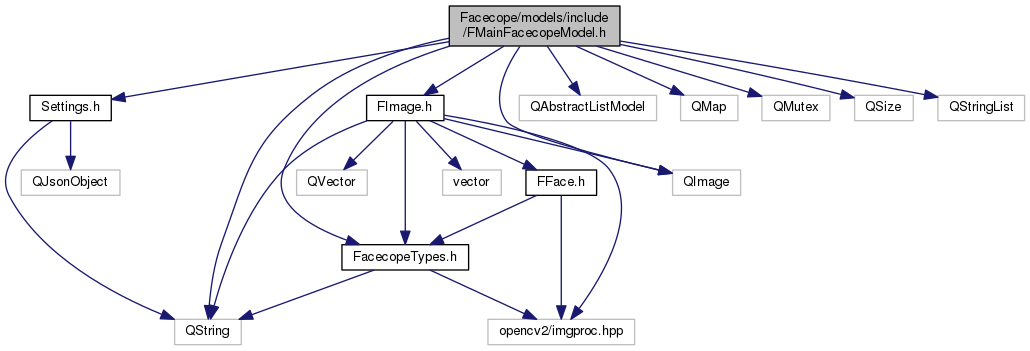 Facecope/models/include
/FMainFacecopeModel.h
Settings.h
FImage.h
QAbstractListModel
QMap
QMutex
QSize
QStringList
QJsonObject
QVector
vector
FFace.h
QImage
FacecopeTypes.h
QString
opencv2/imgproc.hpp